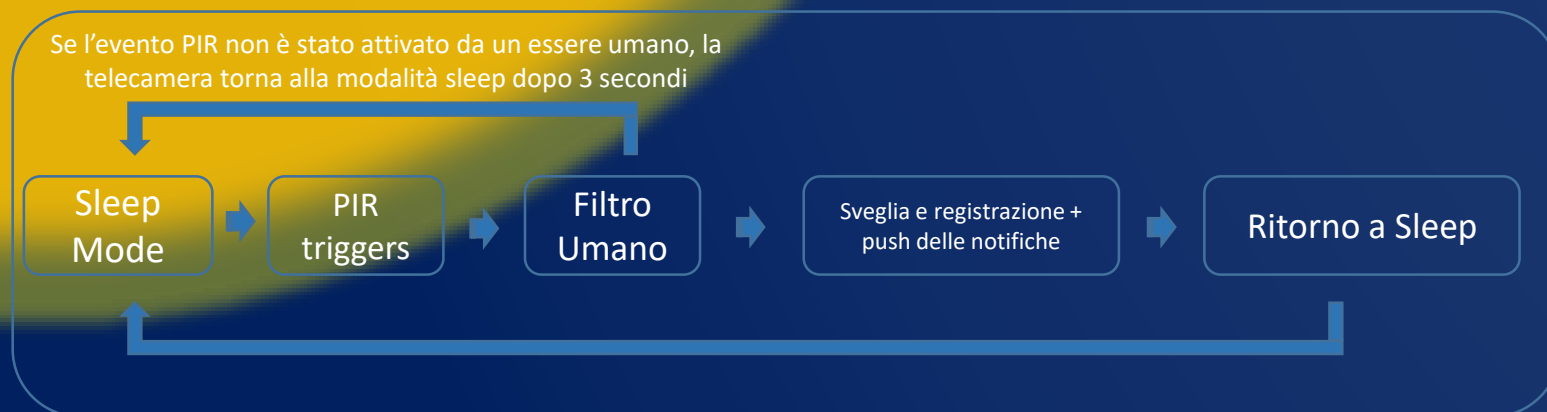 Se l’evento PIR non è stato attivato da un essere umano, la
telecamera torna alla modalità sleep dopo 3 secondi
Sleep
Mode
PIR
triggers
Filtro
Umano
Sveglia e registrazione +
push delle notifiche
Ritorno a Sleep